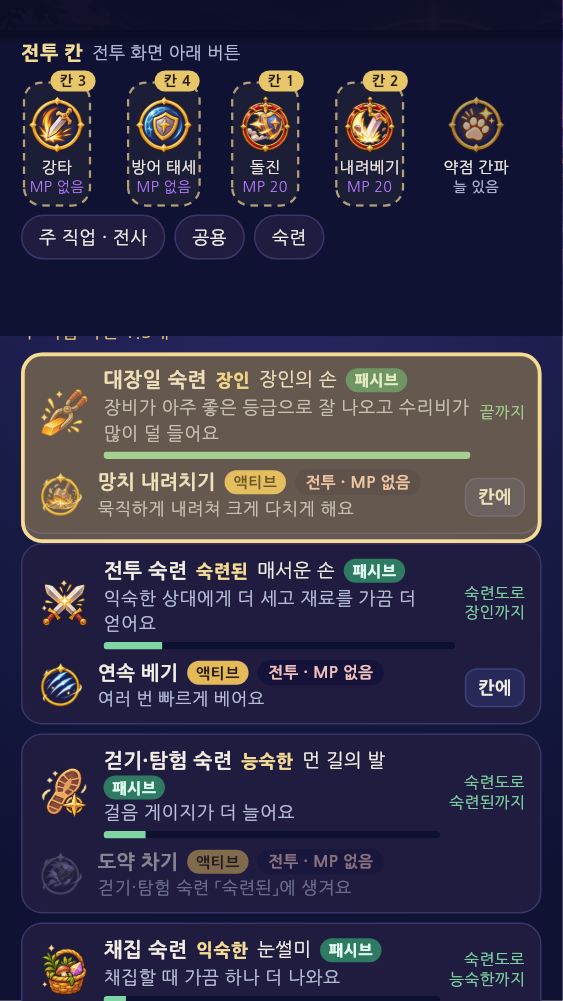 전투 칸 전투 화면 아래 버튼
칸 3 칸 4 칸 1 칸 2
강타 방어 태세 돌진 내려베기 약점 간파
MP 없음 MP 없음 MP 20 MP 20 늘 있음
주 직업 · 전사 공용 숙련
대장일 숙련 장인 장인의 손 패시브
장비가 아주 좋은 등급으로 잘 나오고 수리비가 끝까지
많이 덜 들어요
망치 내려치기 액티브 전투 · MP 없음
칸에
묵직하게 내려쳐 크게 다치게 해요
전투 숙련 숙련된 매서운 손 패시브
익숙한 상대에게 더 세고 재료를 가끔 더
얻어요
숙련도로
장인까지
연속 베기 액티브 전투 · MP 없음
칸에
여러 번 빠르게 베어요
걷기·탐험 숙련 능숙한 먼 길의 발
패시브
걸음 게이지가 더 늘어요
숙련도로
숙련된까지
도약 차기 액티브 전투 · MP 없음
걷기·탐험 숙련 「숙련된」에 생겨요
채집 숙련 익숙한 눈썰미 패시브
채집할 때 가끔 하나 더 나와요
숙련도로
능숙한까지